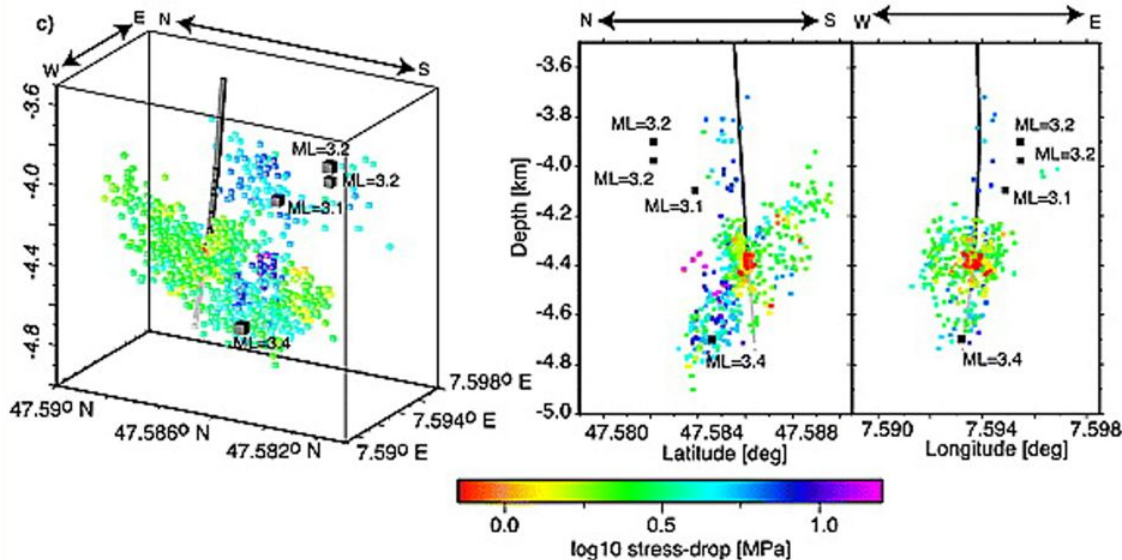 c)
E
N
W
S
-3.6
-4.0
-4.4
-4.8
ML=3.2
ML=3.2
ML=3.1
ML=3.4
47.59o N
47.586o N
47.582o N
7.59o E
7.594o E
7.598o E
N
S
W
E
Depth [km]
-3.6
-4.0
-4.2
-4.4
-4.6
-4.8
-5.0
ML=3.2
ML=3.2
ML=3.1
ML=3.4
ML=3.2
ML=3.2
ML=3.1
ML=3.4
47.580 47.584 47.588
Latitude [deg]
7.590 7.594 7.598
Longitude [deg]
0.0 0.5 1.0
log10 stress-drop [MPa]